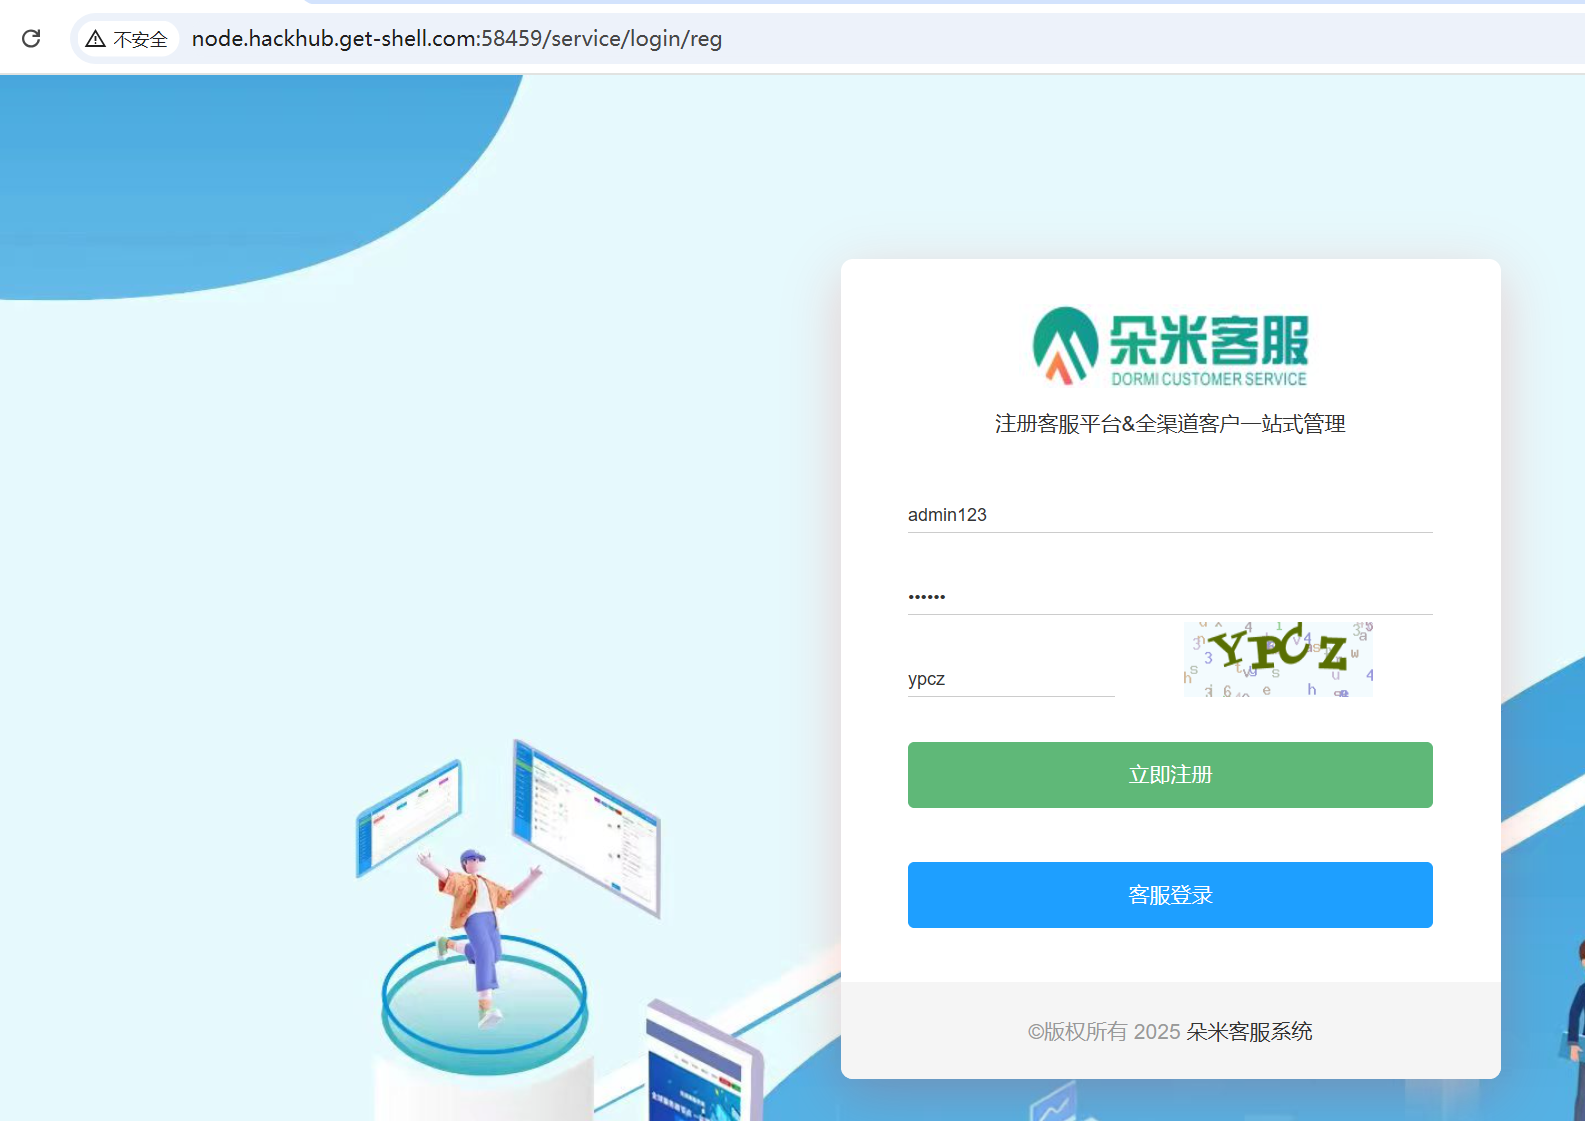 不安全 node.hackhub.get-shell.com:58459/service/login/reg
朵米客服
DORMI CUSTOMER SERVICE
注册客服平台&全渠道客户一站式管理
admin123
••••••
YPCZ
ypcz
立即注册
客服登录
©版权所有 2025 朵米客服系统